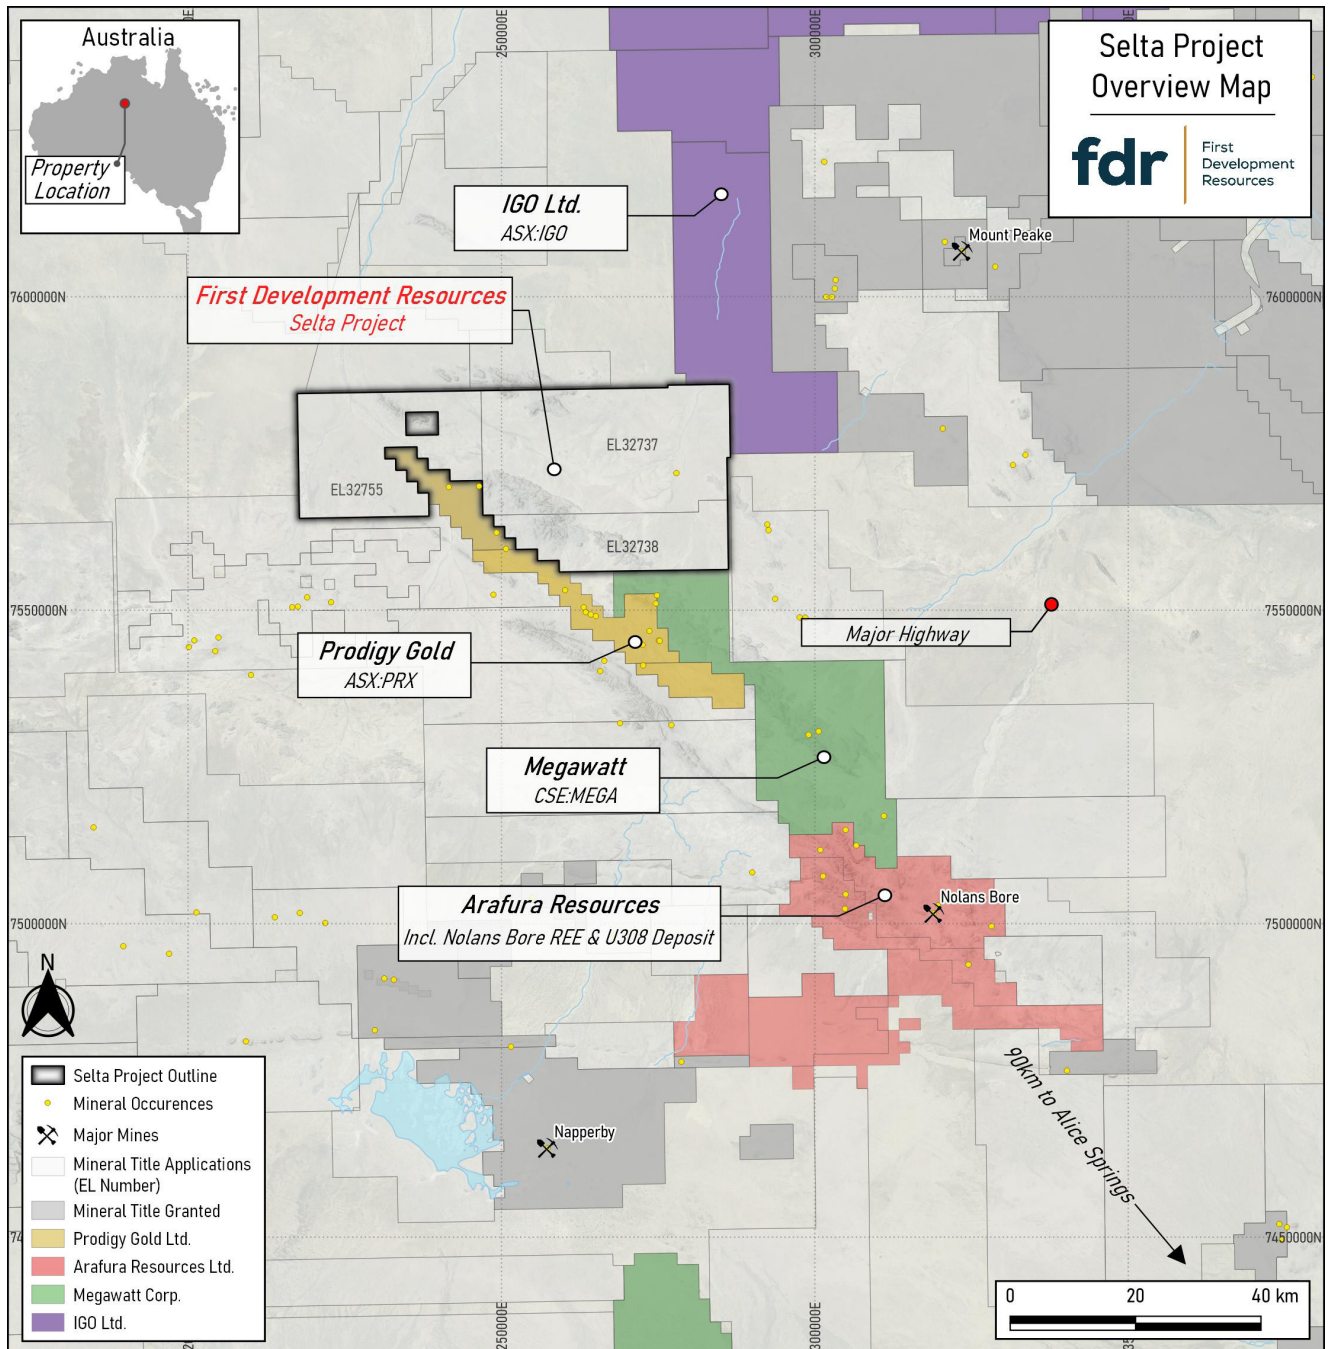 Australia
Property
Location
250000E
300000E
Selta Project
Overview Map
fdr
First
Development
Resources
IGO Ltd.
ASX:IGO
Mount Peake
7600000N
7600000N
First Development Resources
Selta Project
EL32737
EL32755
EL32738
7550000N
7550000N
Major Highway
Prodigy Gold
ASX:PRX
Megawatt
CSE:MEGA
Arafura Resources
Incl. Nolans Bore REE & U308 Deposit
Nolans Bore
7500000N
7500000N
N
90km to Alice Springs
Napperby
7450000N
Selta Project Outline
Mineral Occurences
Major Mines
Mineral Title Applications
(EL Number)
Mineral Title Granted
Prodigy Gold Ltd.
Arafura Resources Ltd.
Megawatt Corp.
IGO Ltd.
250000E
300000E
0 20 40 km